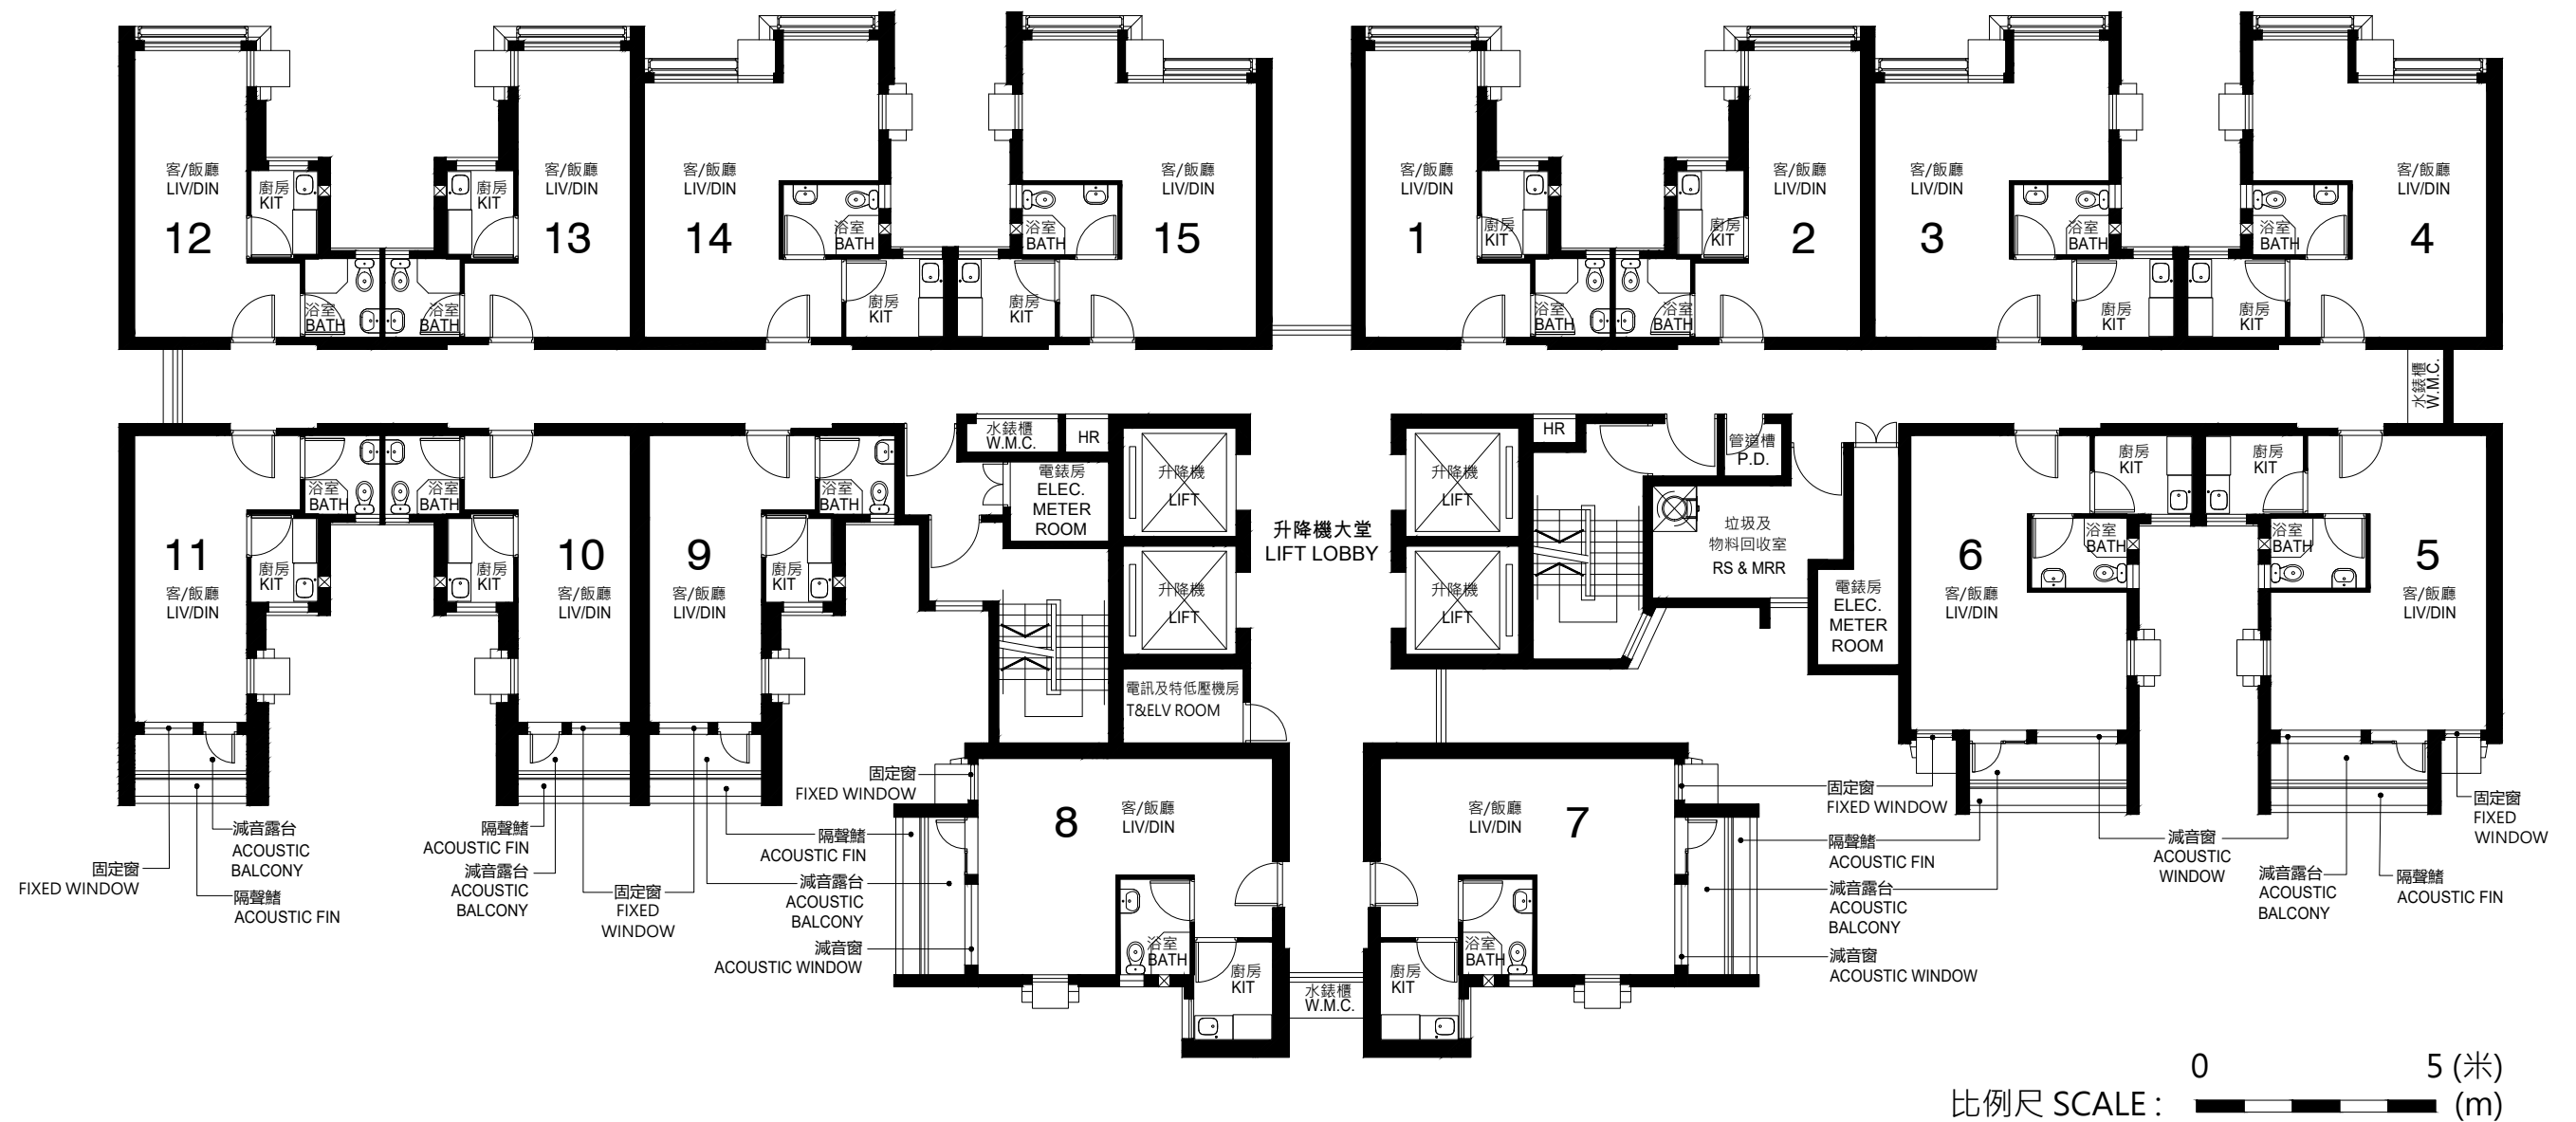 客/飯廳
LIV/DIN
12
廚房
KIT
浴室
BATH
客/飯廳
LIV/DIN
13
廚房
KIT
浴室
BATH
客/飯廳
LIV/DIN
14
浴室
BATH
廚房
KIT
客/飯廳
LIV/DIN
15
浴室
BATH
廚房
KIT
客/飯廳
LIV/DIN
1
廚房
KIT
浴室
BATH
客/飯廳
LIV/DIN
2
廚房
KIT
浴室
BATH
客/飯廳
LIV/DIN
3
浴室
BATH
廚房
KIT
客/飯廳
LIV/DIN
4
浴室
BATH
廚房
KIT
水錶櫃
W.M.C.
11
客/飯廳
LIV/DIN
浴室
BATH
廚房
KIT
10
客/飯廳
LIV/DIN
浴室
BATH
廚房
KIT
9
客/飯廳
LIV/DIN
浴室
BATH
廚房
KIT
水錶櫃
W.M.C.
HR
電錶房
ELEC.
METER
ROOM
升降機
LIFT
升降機
LIFT
升降機大堂
LIFT LOBBY
升降機
LIFT
升降機
LIFT
電訊及特低壓機房
T&ELV ROOM
HR
管道槽
P.D.
垃圾及
物料回收室
RS & MRR
電錶房
ELEC.
METER
ROOM
6
客/飯廳
LIV/DIN
廚房
KIT
浴室
BATH
5
客/飯廳
LIV/DIN
廚房
KIT
浴室
BATH
8
客/飯廳
LIV/DIN
浴室
BATH
廚房
KIT
水錶櫃
W.M.C.
7
客/飯廳
LIV/DIN
浴室
BATH
廚房
KIT
固定窗
FIXED WINDOW
減音露台
ACOUSTIC
BALCONY
隔聲鰭
ACOUSTIC FIN
隔聲鰭
ACOUSTIC FIN
減音露台
ACOUSTIC
BALCONY
固定窗
FIXED
WINDOW
固定窗
FIXED WINDOW
隔聲鰭
ACOUSTIC FIN
減音露台
ACOUSTIC
BALCONY
減音窗
ACOUSTIC WINDOW
固定窗
FIXED WINDOW
隔聲鰭
ACOUSTIC FIN
減音露台
ACOUSTIC
BALCONY
減音窗
ACOUSTIC WINDOW
減音窗
ACOUSTIC
WINDOW
減音露台
ACOUSTIC
BALCONY
固定窗
FIXED
WINDOW
隔聲鰭
ACOUSTIC FIN
0 5 (米)
比例尺 SCALE : (m)